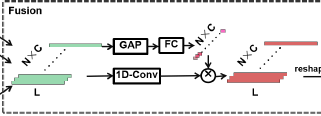 Fusion
N×C
GAP
FC
N×C
N×C
1D-Conv
N×C
L
L
reshap